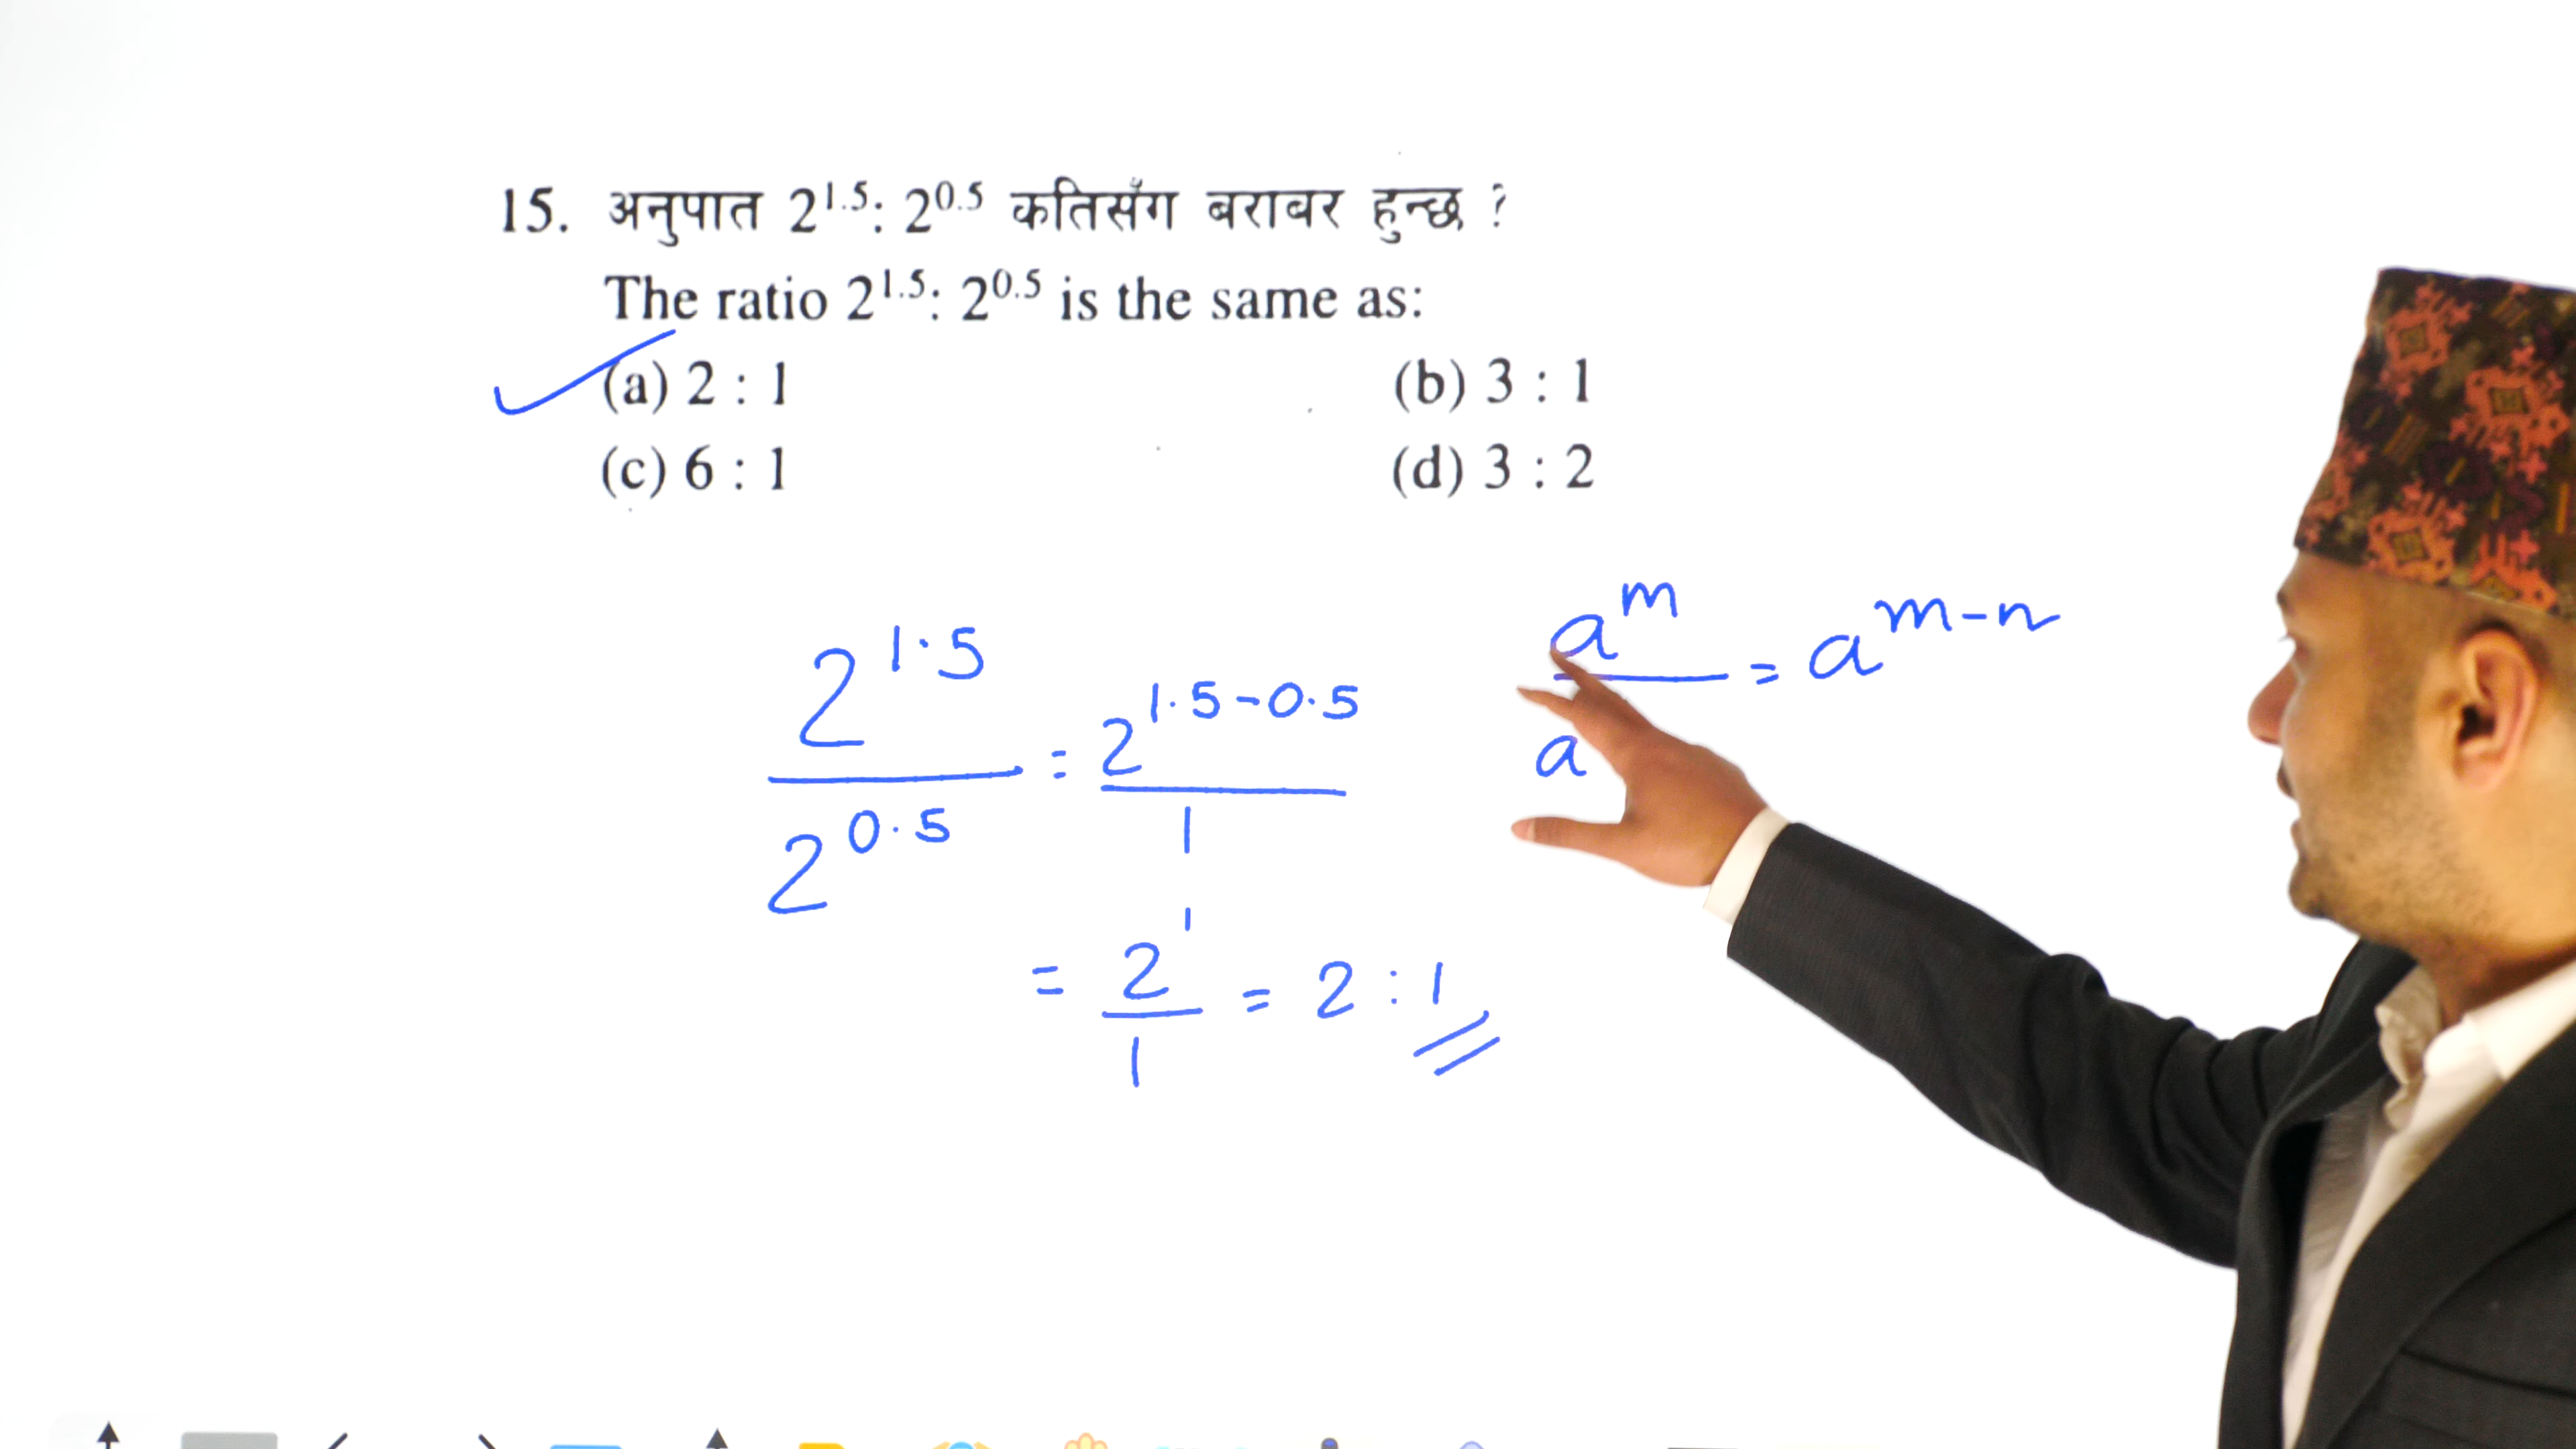 15. अनुपात 2^1.5: 2^0.5 कतिसँग बराबर हुन्छ ?
The ratio 2^1.5: 2^0.5 is the same as:
(a) 2 : 1 (b) 3 : 1
(c) 6 : 1 (d) 3 : 2
2^1.5 / 2^0.5 = 2^1.5-0.5 / 1
a^m / a = a^m-n
= 2^1 / 1 = 2 : 1